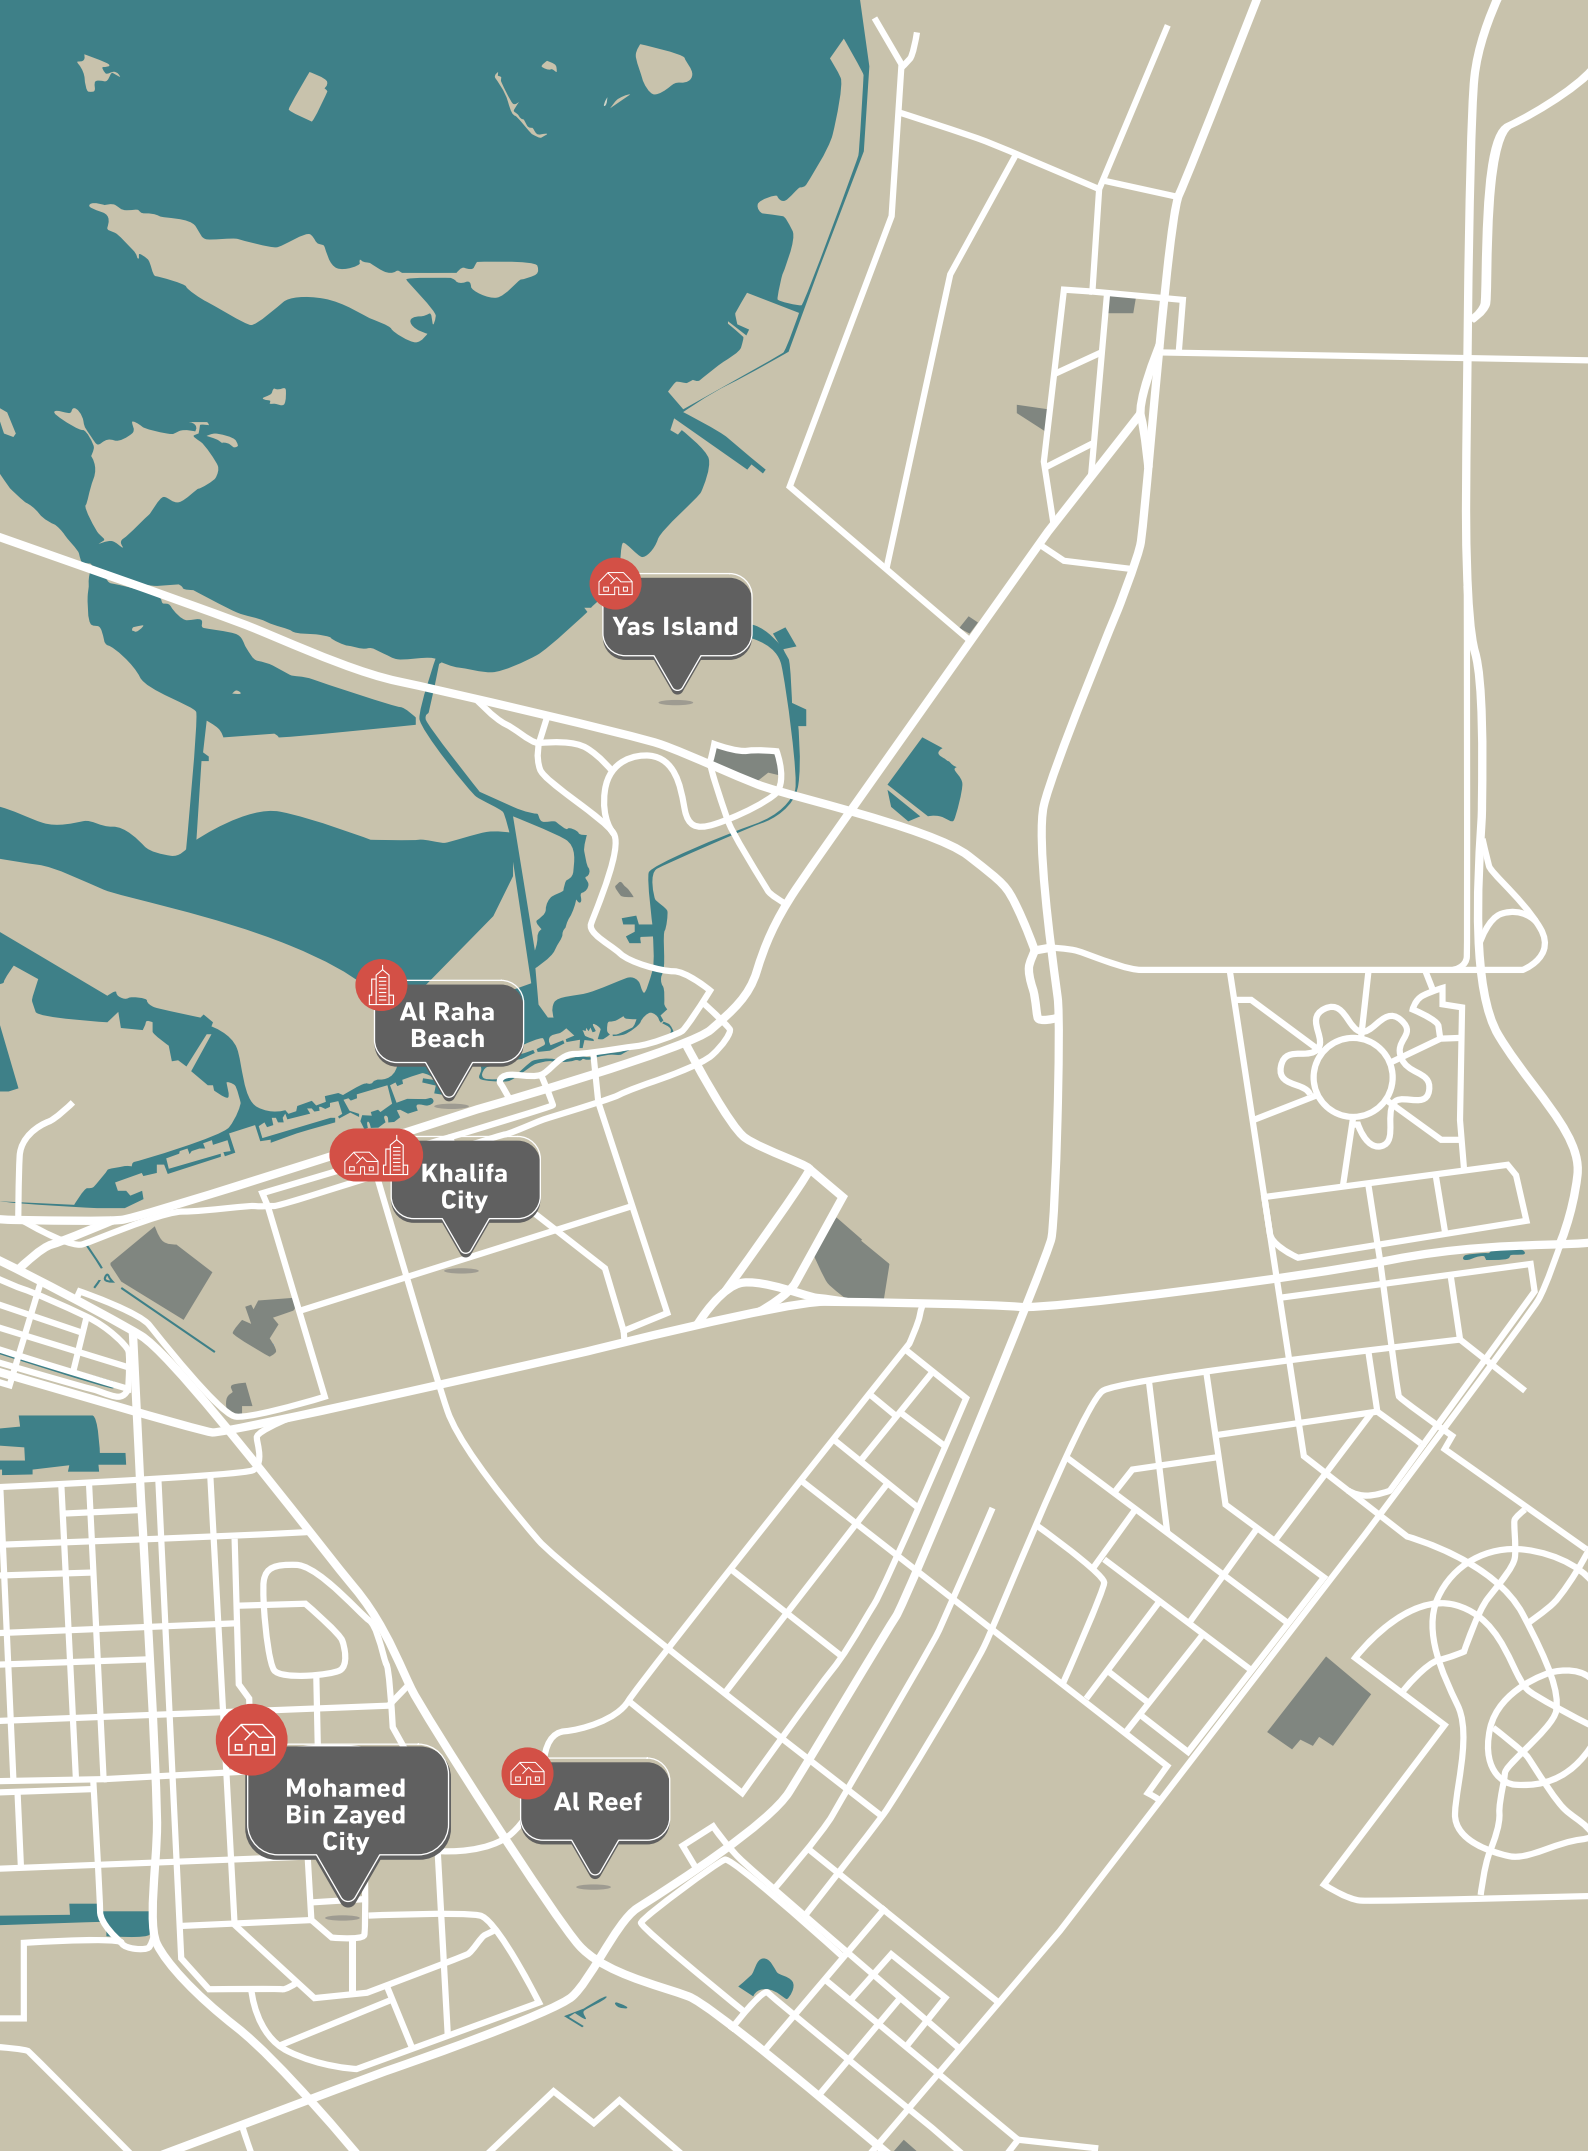 Yas Island
Al Raha
Beach
Khalifa
City
Mohamed
Bin Zayed
City
Al Reef